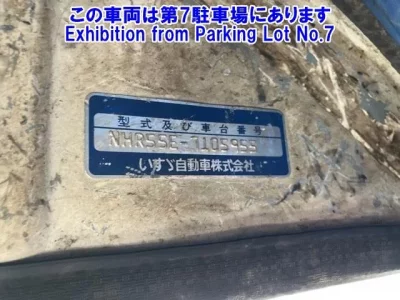 この車両は第7駐車場にあります
Exhibition from Parking Lot No.7
型式及び車台番号
NHR55E-7105955
いすゞ自動車株式会社